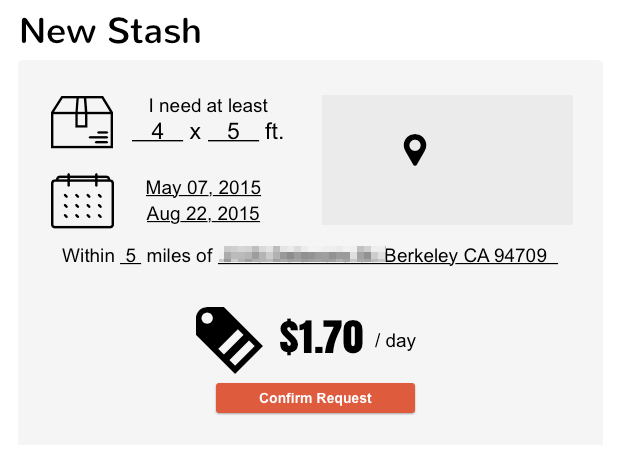 New Stash
I need at least
4 x 5 ft.
May 07, 2015
Aug 22, 2015
Within 5 miles of Berkeley CA 94709
$1.70 / day
Confirm Request